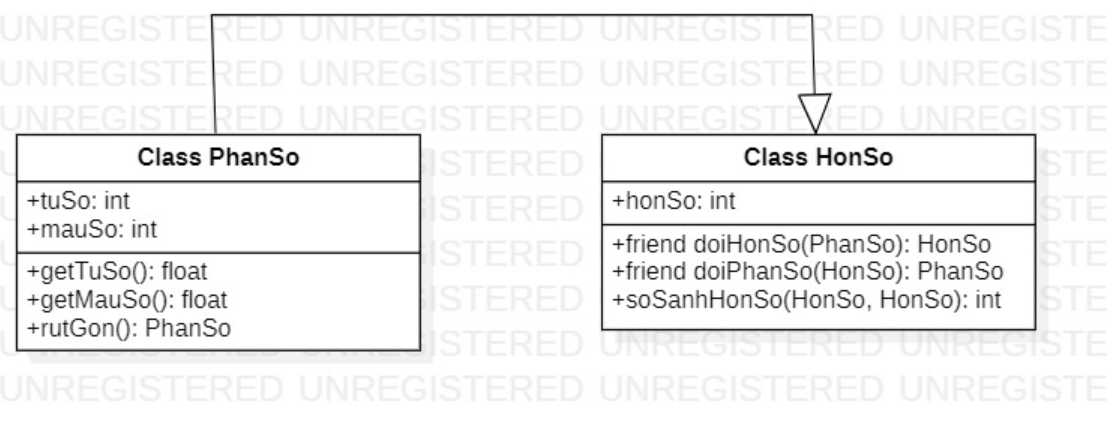 UNREGISTERED UNREGISTERED UNREGISTERED UNREGISTE
UNREGISTERED UNREGISTERED UNREGISTERED UNREGISTE
UNREGISTERED UNREGISTERED UNREGISTERED UNREGISTE
Class PhanSo
+tuSo: int
+mauSo: int
+getTuSo(): float
+getMauSo(): float
+rutGon(): PhanSo
Class HonSo
+honSo: int
+friend doiHonSo(PhanSo): HonSo
+friend doiPhanSo(HonSo): PhanSo
+soSanhHonSo(HonSo, HonSo): int
UNREGISTERED UNREGISTERED UNREGISTERED UNREGISTE